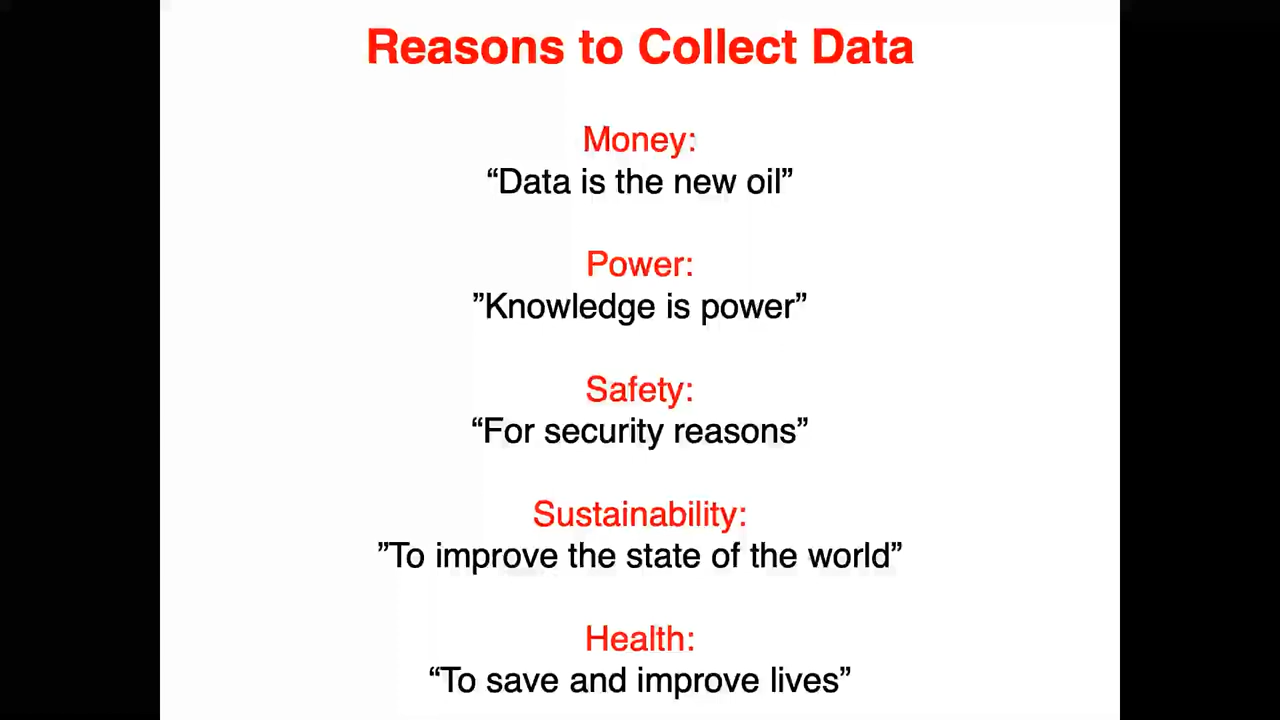 Reasons to Collect Data
Money:
“Data is the new oil”
Power:
”Knowledge is power”
Safety:
“For security reasons”
Sustainability:
”To improve the state of the world”
Health:
“To save and improve lives”